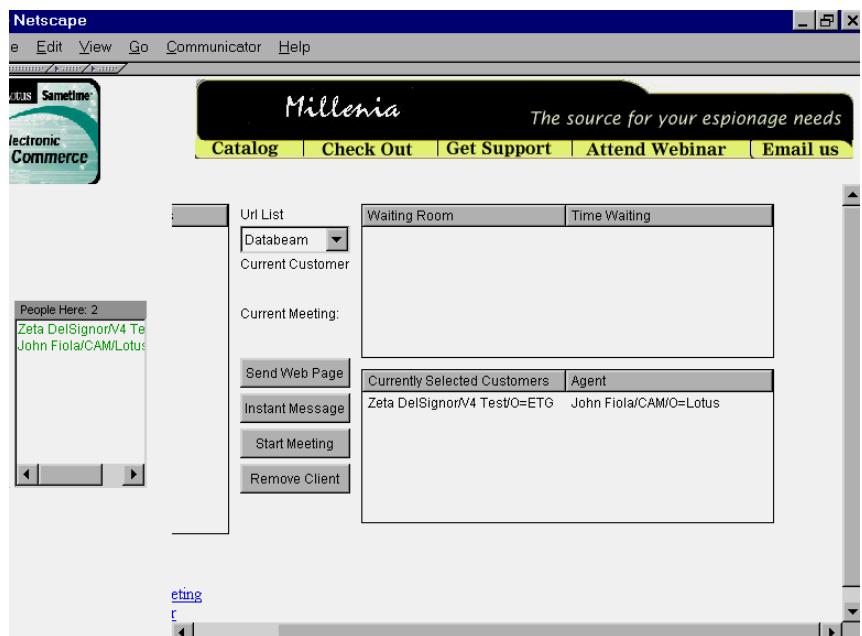 Netscape
e Edit View Go Communicator Help
otus Sametime
lectronic
Commerce
Millenia
The source for your espionage needs
Catalog Check Out Get Support Attend Webinar Email us
s Url List Waiting Room Time Waiting
Databeam
Current Customer
Current Meeting:
People Here: 2
Zeta DelSignor/V4 Te
John Fiola/CAM/Lotus
Send Web Page
Instant Message
Start Meeting
Remove Client
Currently Selected Customers Agent
Zeta DelSignor/V4 Test/O=ETG John Fiola/CAM/O=Lotus
eting
r